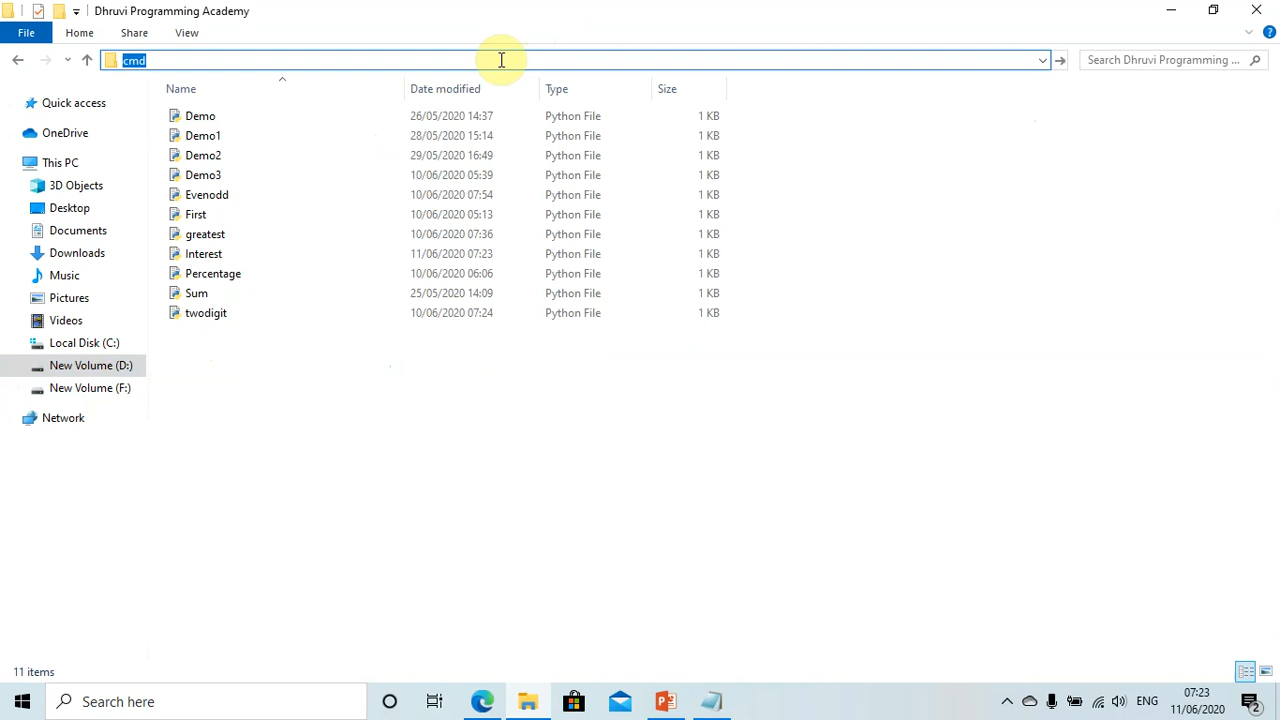 Dhruvi Programming Academy
File
Home
Share
View
cmd
Search Dhruvi Programming ...
Name
Date modified
Type
Size
Quick access
OneDrive
This PC
3D Objects
Desktop
Documents
Downloads
Music
Pictures
Videos
Local Disk (C:)
New Volume (D:)
New Volume (F:)
Network
Demo 26/05/2020 14:37 Python File 1 KB
Demo1 28/05/2020 15:14 Python File 1 KB
Demo2 29/05/2020 16:49 Python File 1 KB
Demo3 10/06/2020 05:39 Python File 1 KB
Evenodd 10/06/2020 07:54 Python File 1 KB
First 10/06/2020 05:13 Python File 1 KB
greatest 10/06/2020 07:36 Python File 1 KB
Interest 11/06/2020 07:23 Python File 1 KB
Percentage 10/06/2020 06:06 Python File 1 KB
Sum 25/05/2020 14:09 Python File 1 KB
twodigit 10/06/2020 07:24 Python File 1 KB
11 items
Search here
ENG
07:23
11/06/2020
2